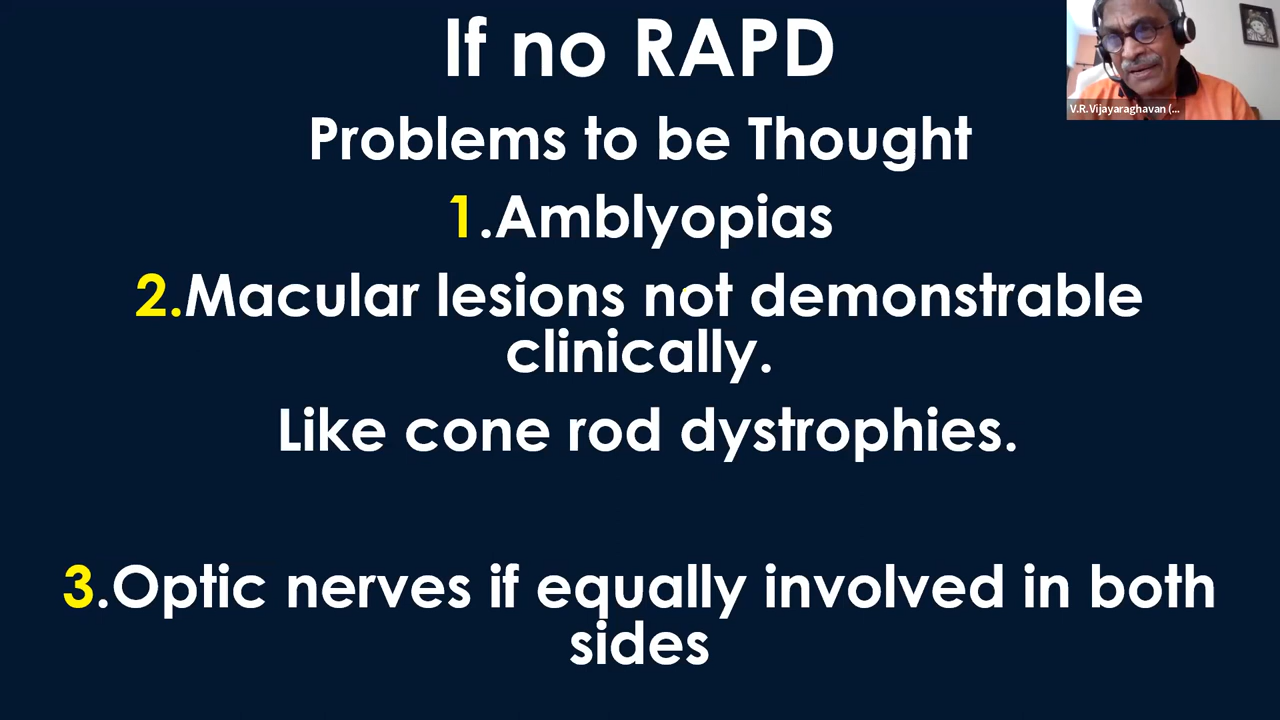 If no RAPD
V.R.Vijayaraghavan (...
Problems to be Thought
1.Amblyopias
2.Macular lesions not demonstrable
clinically.
Like cone rod dystrophies.
3.Optic nerves if equally involved in both
sides